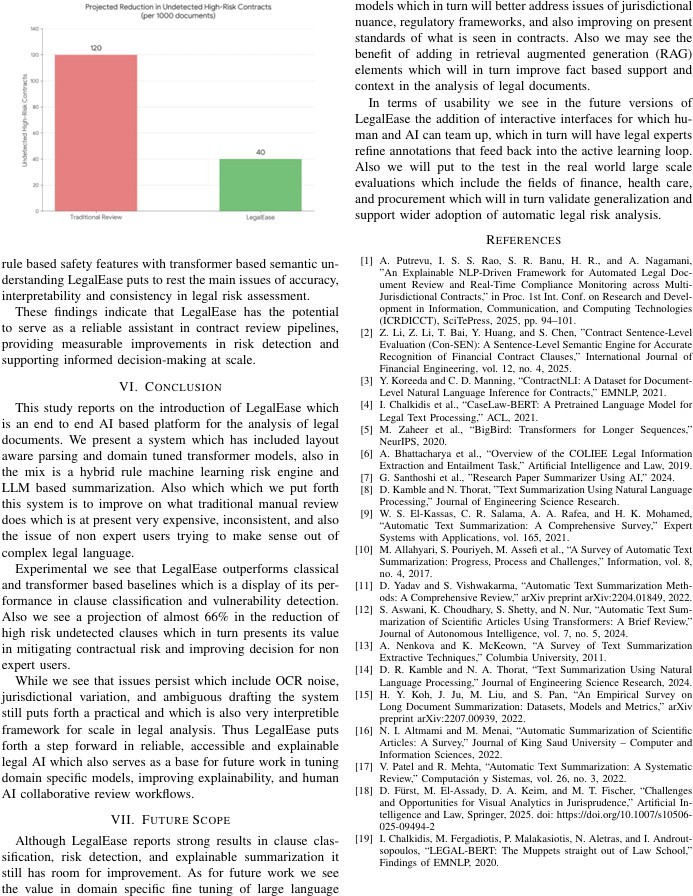 Projected Reduction in Undetected High-Risk Contracts
(per 1000 documents)
Undetected High-Risk Contracts
140
120
100
80
60
40
20
0
120
40
Traditional Review
LegalEase
rule based safety features with transformer based semantic un-
derstanding LegalEase puts to rest the main issues of accuracy,
interpretability and consistency in legal risk assessment.
These findings indicate that LegalEase has the potential
to serve as a reliable assistant in contract review pipelines,
providing measurable improvements in risk detection and
supporting informed decision-making at scale.
VI. CONCLUSION
This study reports on the introduction of LegalEase which
is an end to end AI based platform for the analysis of legal
documents. We present a system which has included layout
aware parsing and domain tuned transformer models, also in
the mix is a hybrid rule machine learning risk engine and
LLM based summarization. Also which which we put forth
this system is to improve on what traditional manual review
does which is at present very expensive, inconsistent, and also
the issue of non expert users trying to make sense out of
complex legal language.
Experimental we see that LegalEase outperforms classical
and transformer based baselines which is a display of its per-
formance in clause classification and vulnerability detection.
Also we see a projection of almost 66% in the reduction of
high risk undetected clauses which in turn presents its value
in mitigating contractual risk and improving decision for non
expert users.
While we see that issues persist which include OCR noise,
jurisdictional variation, and ambiguous drafting the system
still puts forth a practical and which is also very interpretible
framework for scale in legal analysis. Thus LegalEase puts
forth a step forward in reliable, accessible and explainable
legal AI which also serves as a base for future work in tuning
domain specific models, improving explainability, and human
AI collaborative review workflows.
VII. FUTURE SCOPE
Although LegalEase reports strong results in clause clas-
sification, risk detection, and explainable summarization it
still has room for improvement. As for future work we see
the value in domain specific fine tuning of large language
models which in turn will better address issues of jurisdictional
nuance, regulatory frameworks, and also improving on present
standards of what is seen in contracts. Also we may see the
benefit of adding in retrieval augmented generation (RAG)
elements which will in turn improve fact based support and
context in the analysis of legal documents.
In terms of usability we see in the future versions of
LegalEase the addition of interactive interfaces for which hu-
man and AI can team up, which in turn will have legal experts
refine annotations that feed back into the active learning loop.
Also we will put to the test in the real world large scale
evaluations which include the fields of finance, health care,
and procurement which will in turn validate generalization and
support wider adoption of automatic legal risk analysis.
REFERENCES
[1] A. Putrevu, I. S. S. Rao, S. R. Banu, H. R., and A. Nagamani,
"An Explainable NLP-Driven Framework for Automated Legal Doc-
ument Review and Real-Time Compliance Monitoring across Multi-
Jurisdictional Contracts," in Proc. 1st Int. Conf. on Research and Devel-
opment in Information, Communication, and Computing Technologies
(ICRDICCT), SciTePress, 2025, pp. 94–101.
[2] Z. Li, Z. Li, T. Bai, Y. Huang, and S. Chen, "Contract Sentence-Level
Evaluation (Con-SEN): A Sentence-Level Semantic Engine for Accurate
Recognition of Financial Contract Clauses," International Journal of
Financial Engineering, vol. 12, no. 4, 2025.
[3] Y. Koreeda and C. D. Manning, "ContractNLI: A Dataset for Document-
Level Natural Language Inference for Contracts," EMNLP, 2021.
[4] I. Chalkidis et al., "CaseLaw-BERT: A Pretrained Language Model for
Legal Text Processing," ACL, 2021.
[5] M. Zaheer et al., "BigBird: Transformers for Longer Sequences,"
NeurIPS, 2020.
[6] A. Bhattacharya et al., "Overview of the COLIEE Legal Information
Extraction and Entailment Task," Artificial Intelligence and Law, 2019.
[7] G. Santhoshi et al., "Research Paper Summarizer Using AI," 2024.
[8] D. Kamble and N. Thorat, "Text Summarization Using Natural Language
Processing," Journal of Engineering Science Research.
[9] W. S. El-Kassas, C. R. Salama, A. A. Rafea, and H. K. Mohamed,
"Automatic Text Summarization: A Comprehensive Survey," Expert
Systems with Applications, vol. 165, 2021.
[10] M. Allahyari, S. Pouriyeh, M. Assefi et al., "A Survey of Automatic Text
Summarization: Progress, Process and Challenges," Information, vol. 8,
no. 4, 2017.
[11] D. Yadav and S. Vishwakarma, "Automatic Text Summarization Meth-
ods: A Comprehensive Review," arXiv preprint arXiv:2204.01849, 2022.
[12] S. Aswani, K. Choudhary, S. Shetty, and N. Nur, "Automatic Text Sum-
marization of Scientific Articles Using Transformers: A Brief Review,"
Journal of Autonomous Intelligence, vol. 7, no. 5, 2024.
[13] A. Nenkova and K. McKeown, "A Survey of Text Summarization
Extractive Techniques," Columbia University, 2011.
[14] D. R. Kamble and N. A. Thorat, "Text Summarization Using Natural
Language Processing," Journal of Engineering Science Research, 2024.
[15] H. Y. Koh, J. Ju, M. Liu, and S. Pan, "An Empirical Survey on
Long Document Summarization: Datasets, Models and Metrics," arXiv
preprint arXiv:2207.00939, 2022.
[16] N. I. Altmami and M. Menai, "Automatic Summarization of Scientific
Articles: A Survey," Journal of King Saud University – Computer and
Information Sciences, 2022.
[17] V. Patel and R. Mehta, "Automatic Text Summarization: A Systematic
Review," Computación y Sistemas, vol. 26, no. 3, 2022.
[18] D. Fürst, M. El-Assady, D. A. Keim, and M. T. Fischer, "Challenges
and Opportunities for Visual Analytics in Jurisprudence," Artificial In-
telligence and Law, Springer, 2025. doi: https://doi.org/10.1007/s10506-
025-09494-2
[19] I. Chalkidis, M. Fergadiotis, P. Malakasiotis, N. Aletras, and I. Androut-
sopoulos, "LEGAL-BERT: The Muppets straight out of Law School,"
Findings of EMNLP, 2020.